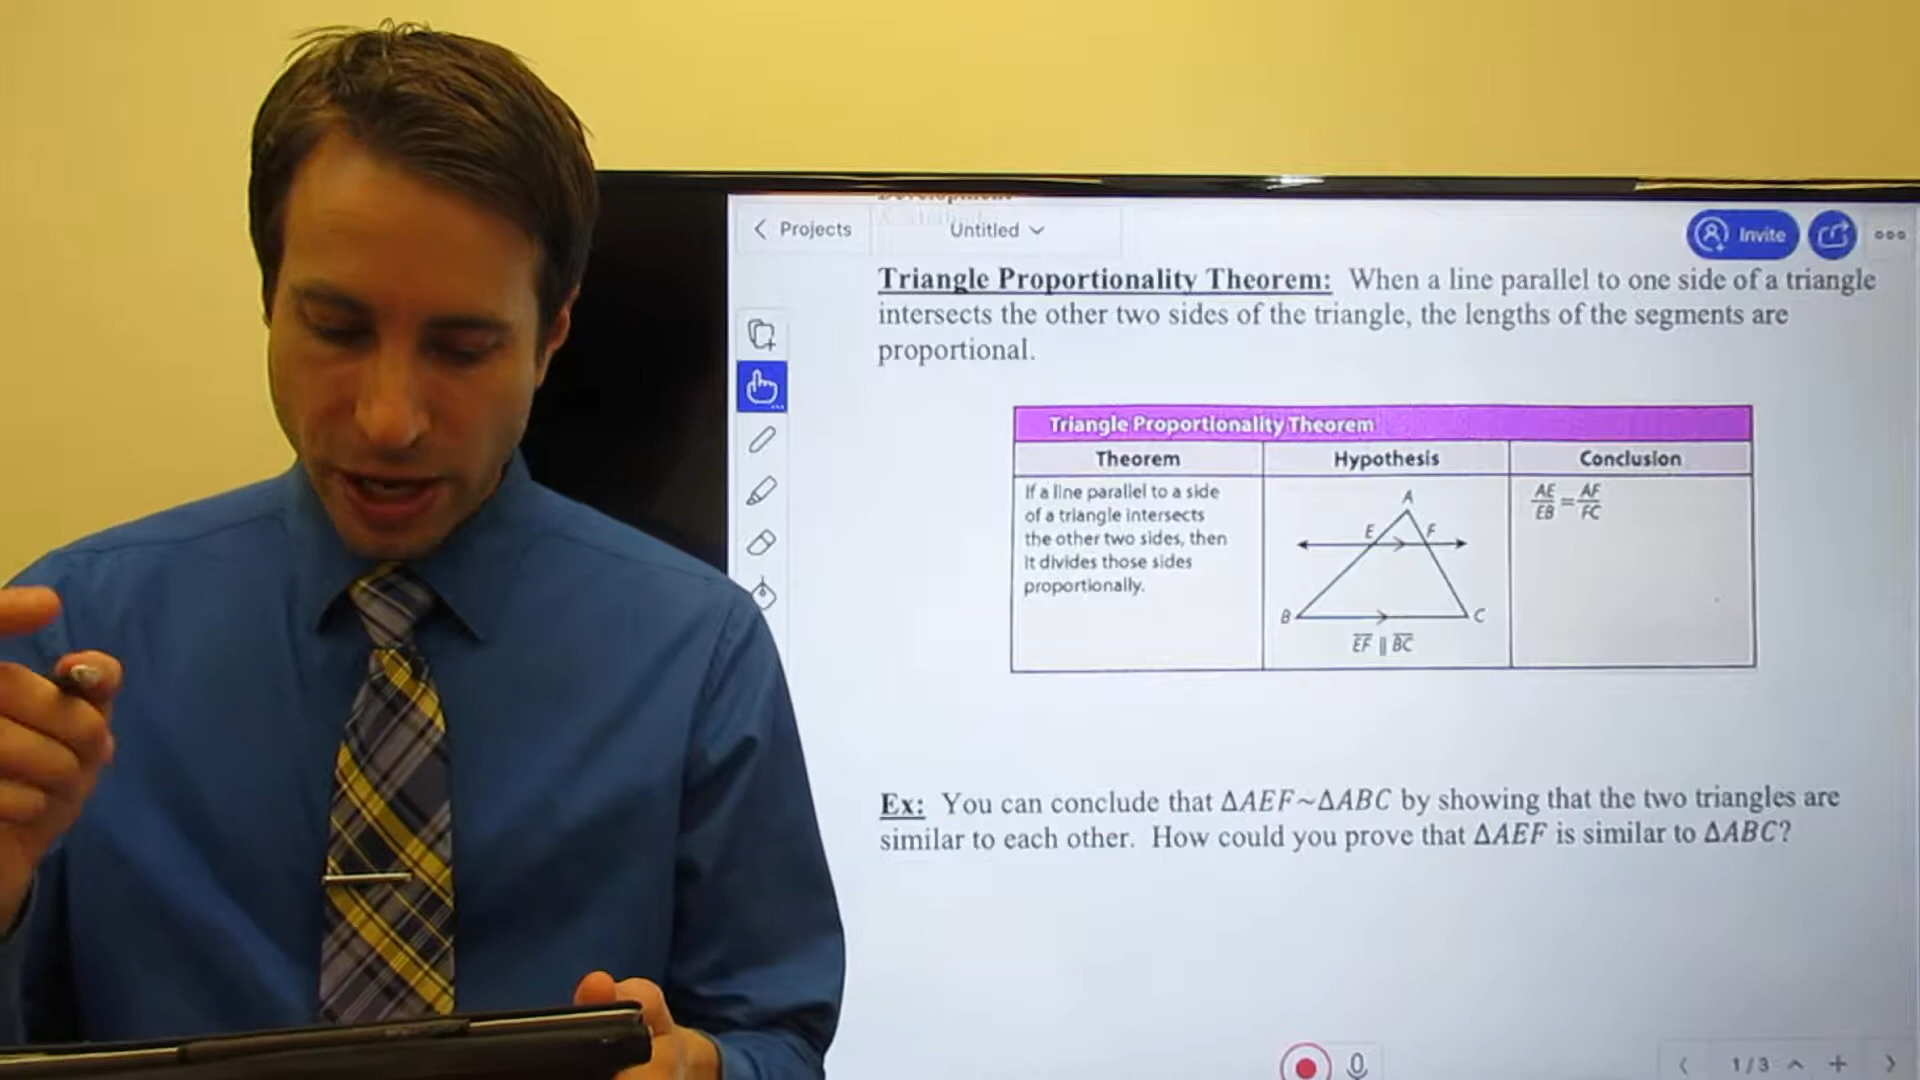 Projects
Untitled
Invite
Triangle Proportionality Theorem: When a line parallel to one side of a triangle
intersects the other two sides of the triangle, the lengths of the segments are
proportional.
Triangle Proportionality Theorem
Theorem
Hypothesis
Conclusion
If a line parallel to a side
of a triangle intersects
the other two sides, then
it divides those sides
proportionally.
A
E F
B C
EF || BC
AE/EB = AF/FC
Ex: You can conclude that ΔAEF~ΔABC by showing that the two triangles are
similar to each other. How could you prove that ΔAEF is similar to ΔABC?
1/3